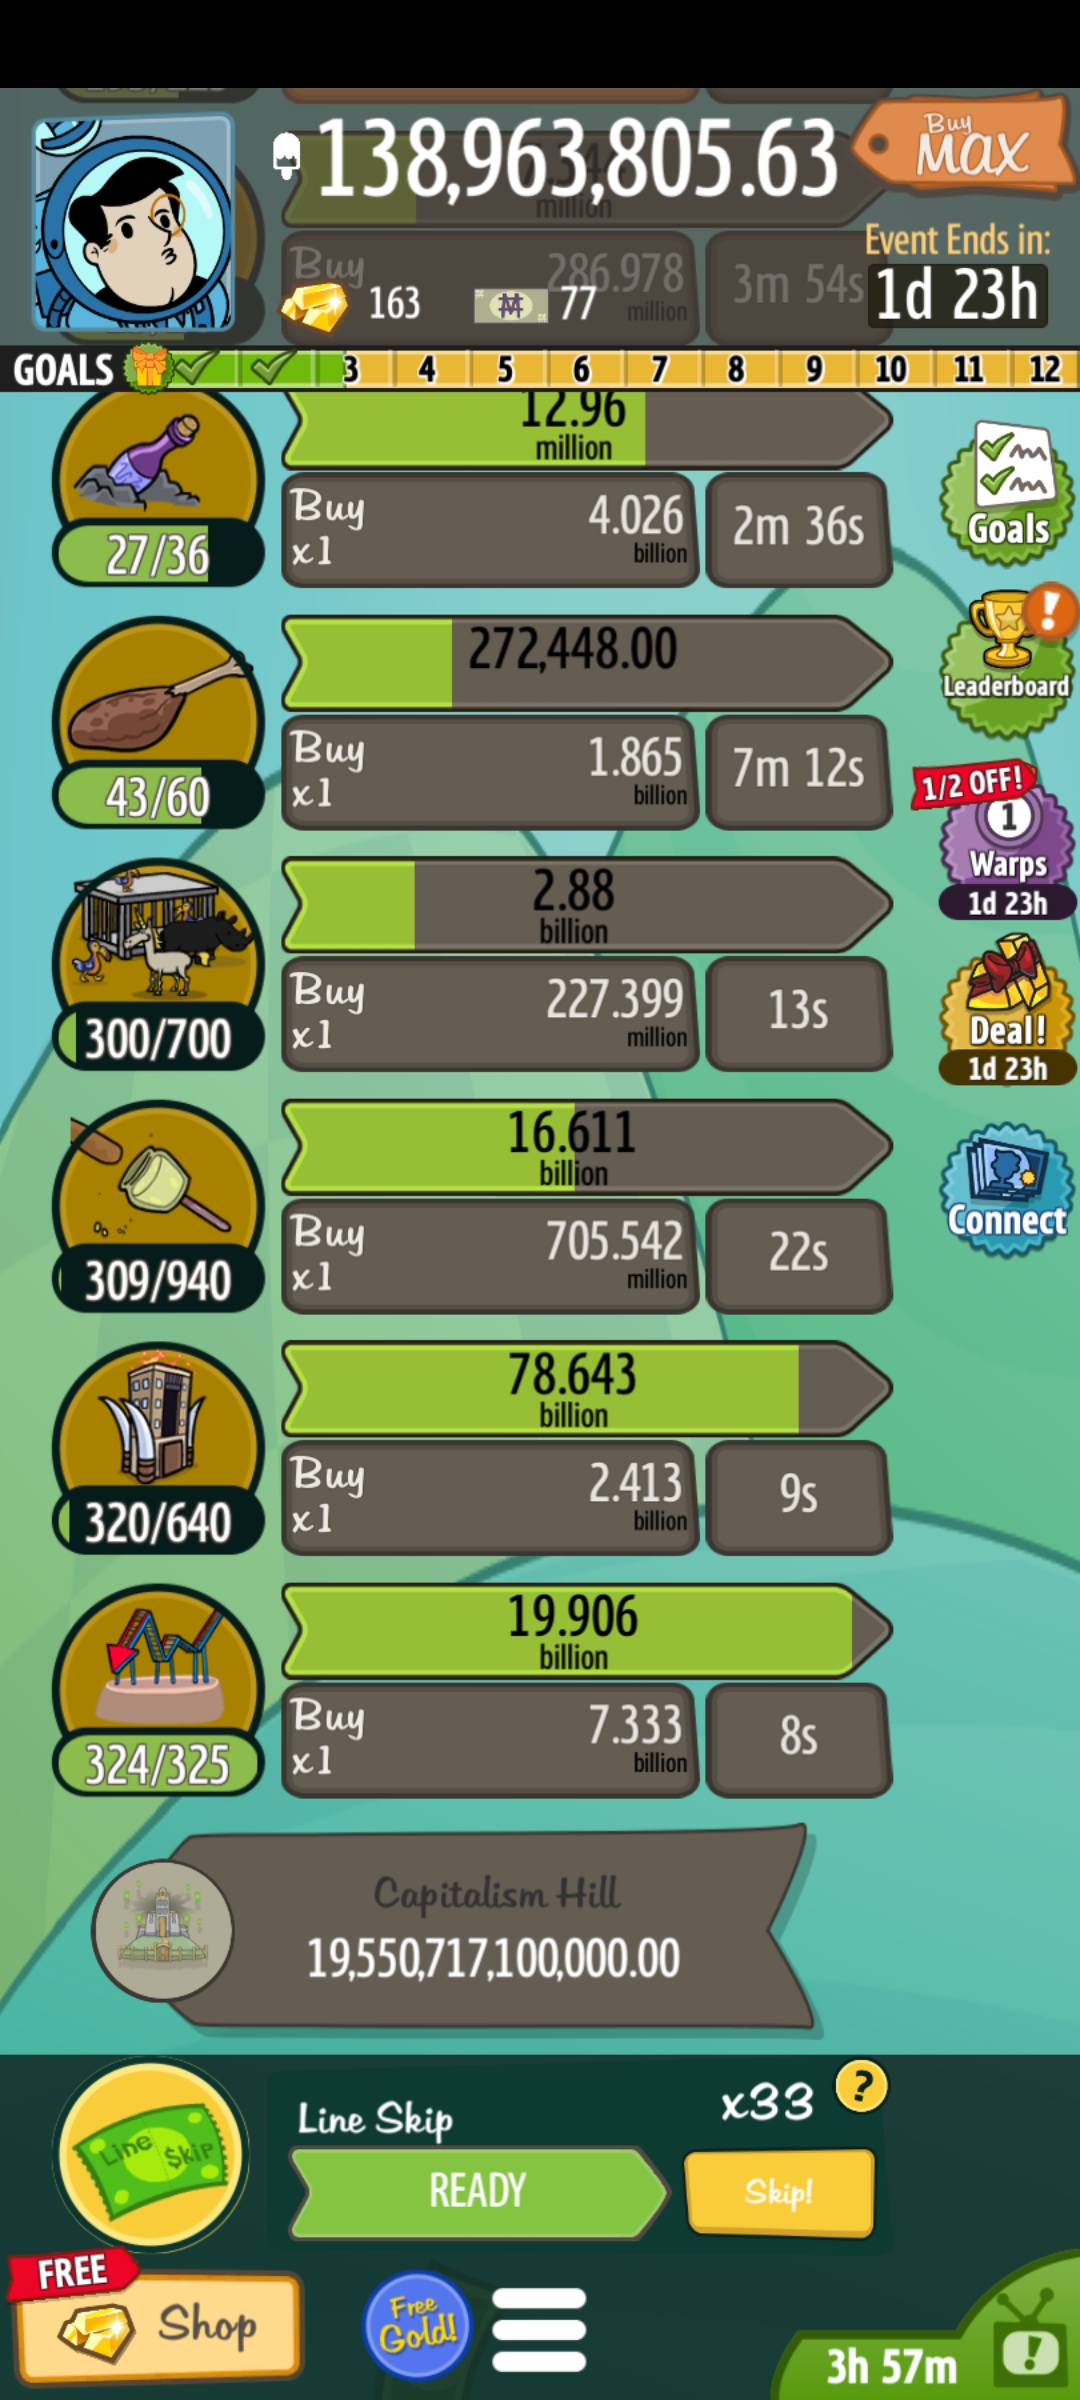 138,963,805.63
Buy
MAX
million
Buy
286.978
million
3m 54s
Event Ends in:
1d 23h
163
77
GOALS
3 4 5 6 7 8 9 10 11 12
12.96
million
27/36
Buy
x1
4.026
billion
2m 36s
Goals
272,448.00
43/60
Buy
x1
1.865
billion
7m 12s
!
Leaderboard
1/2 OFF!
1
Warps
1d 23h
2.88
billion
300/700
Buy
x1
227.399
million
13s
Deal!
1d 23h
16.611
billion
309/940
Buy
x1
705.542
million
22s
Connect
78.643
billion
320/640
Buy
x1
2.413
billion
9s
19.906
billion
324/325
Buy
x1
7.333
billion
8s
Capitalism Hill
19,550,717,100,000.00
Line $kip
Line Skip
x33
?
READY
Skip!
FREE
Shop
Free
Gold!
3h 57m
!